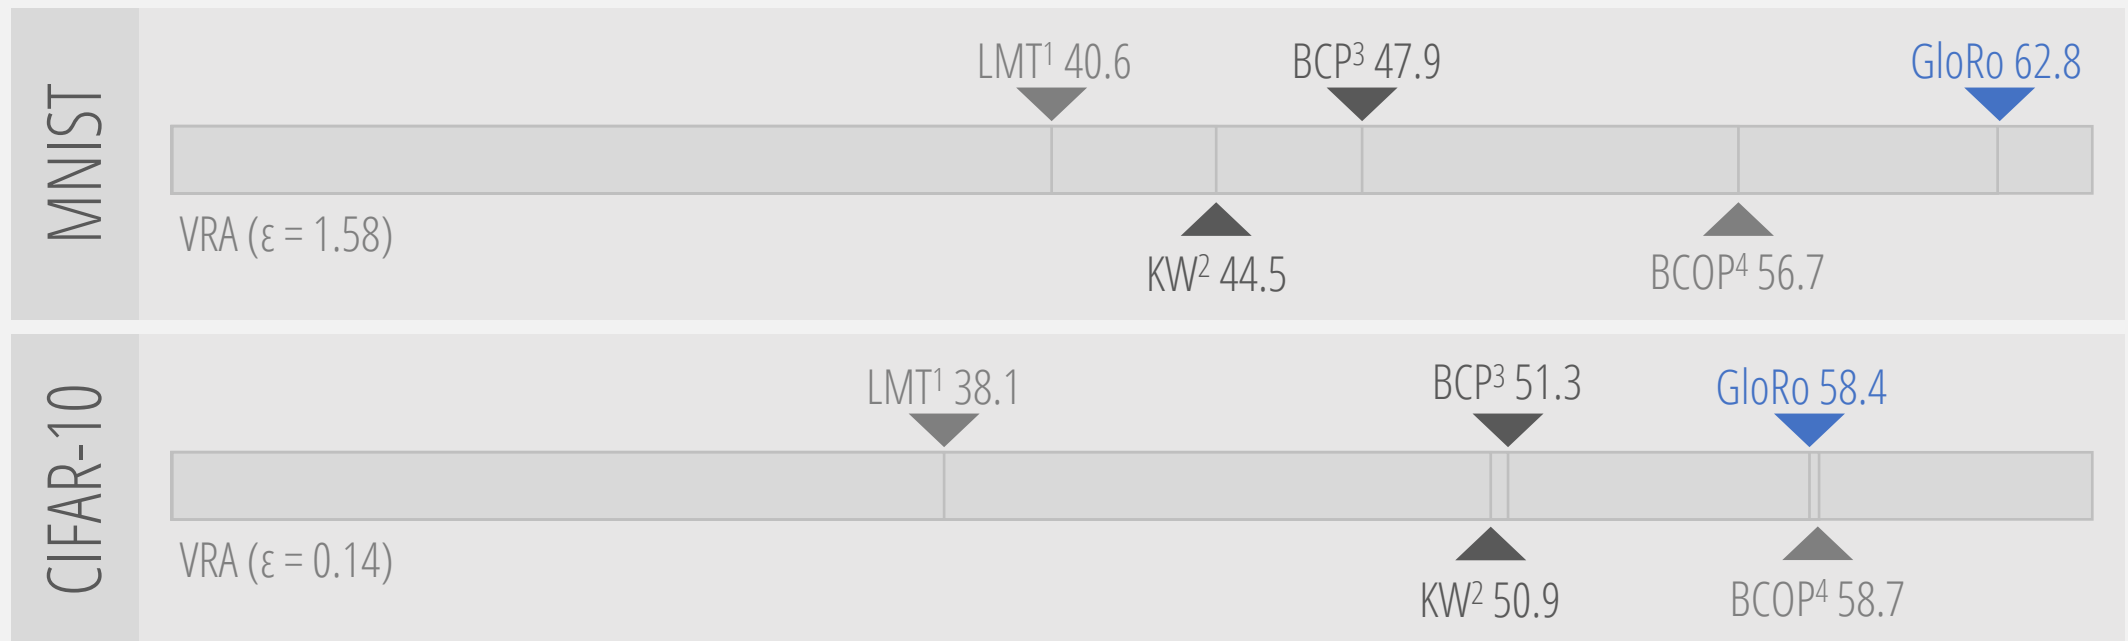 MNIST
LMT¹ 40.6
BCP³ 47.9
GloRo 62.8
VRA (ε = 1.58)
KW² 44.5
BCOP⁴ 56.7
CIFAR-10
LMT¹ 38.1
BCP³ 51.3
GloRo 58.4
VRA (ε = 0.14)
KW² 50.9
BCOP⁴ 58.7